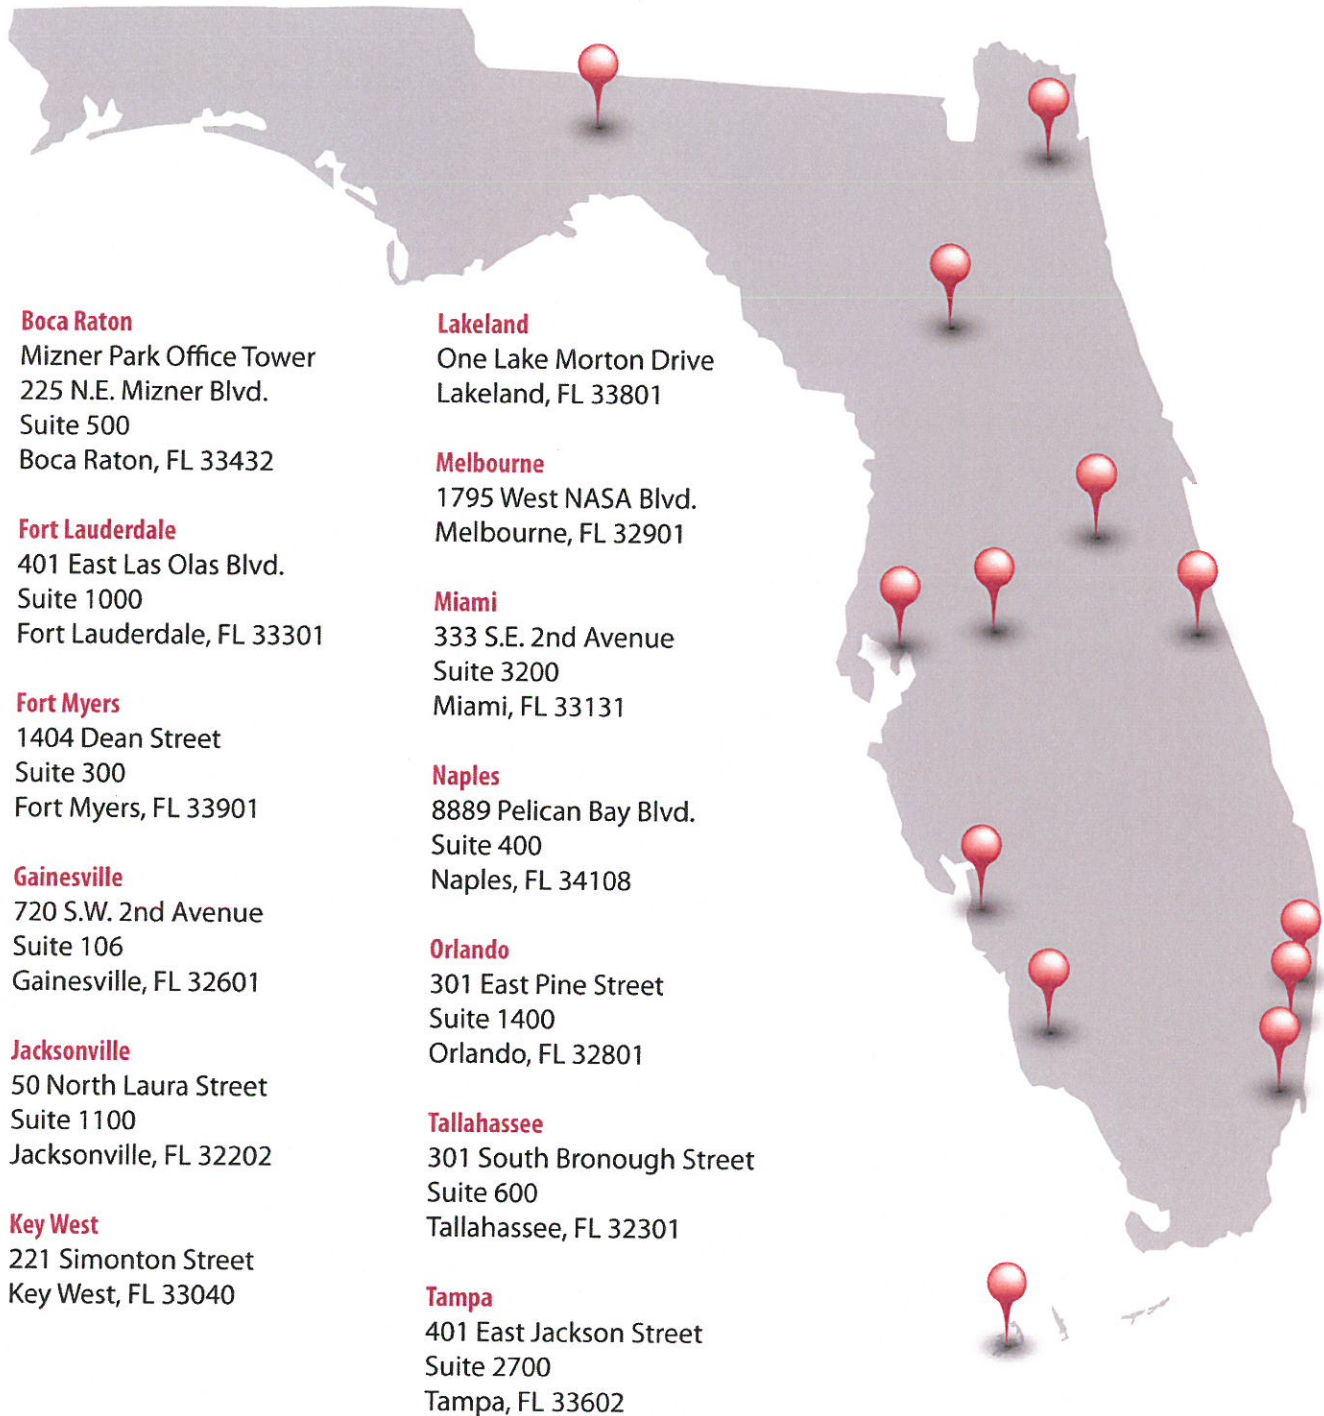 Boca Raton
Mizner Park Office Tower
225 N.E. Mizner Blvd.
Suite 500
Boca Raton, FL 33432
Fort Lauderdale
401 East Las Olas Blvd.
Suite 1000
Fort Lauderdale, FL 33301
Fort Myers
1404 Dean Street
Suite 300
Fort Myers, FL 33901
Gainesville
720 S.W. 2nd Avenue
Suite 106
Gainesville, FL 32601
Jacksonville
50 North Laura Street
Suite 1100
Jacksonville, FL 32202
Key West
221 Simonton Street
Key West, FL 33040
Lakeland
One Lake Morton Drive
Lakeland, FL 33801
Melbourne
1795 West NASA Blvd.
Melbourne, FL 32901
Miami
333 S.E. 2nd Avenue
Suite 3200
Miami, FL 33131
Naples
8889 Pelican Bay Blvd.
Suite 400
Naples, FL 34108
Orlando
301 East Pine Street
Suite 1400
Orlando, FL 32801
Tallahassee
301 South Bronough Street
Suite 600
Tallahassee, FL 32301
Tampa
401 East Jackson Street
Suite 2700
Tampa, FL 33602